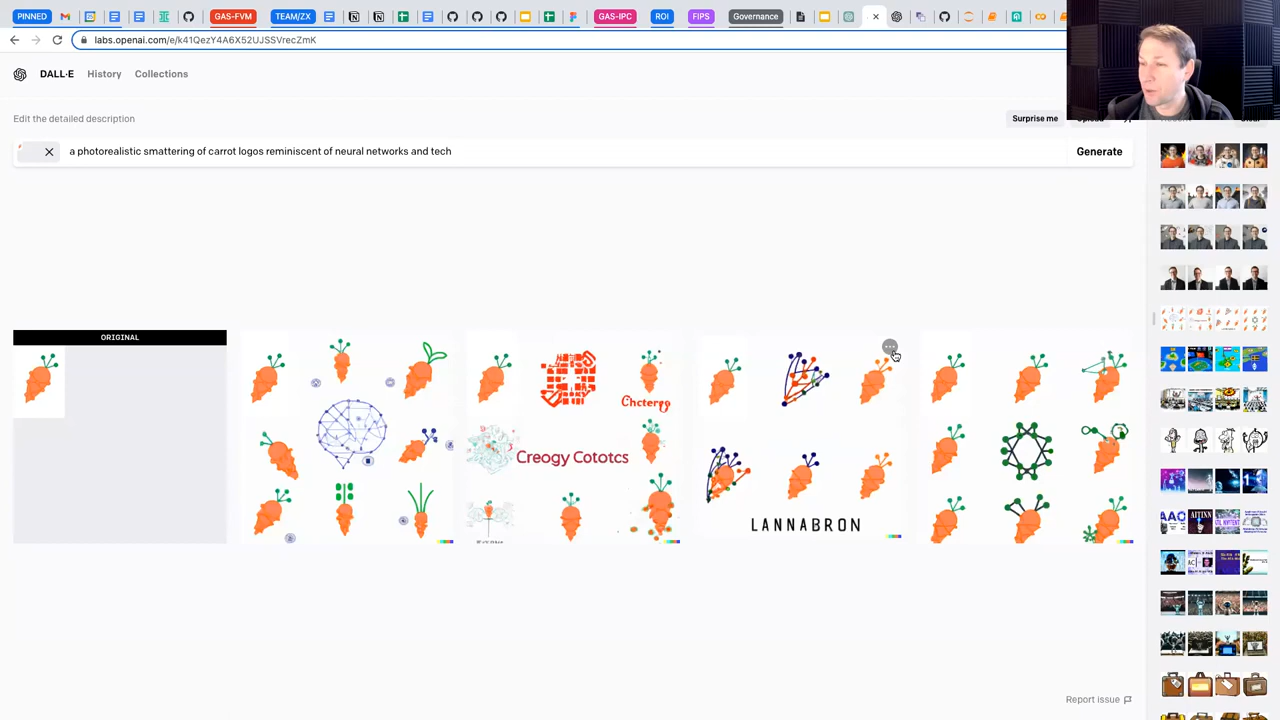 PINNED
GAS-FVM
TEAM/ZX
GAS-IPC
ROI
FIPS
Governance
labs.openai.com/e/k41QezY4A6X52UJSSVrecZmK
DALL·E
History
Collections
Edit the detailed description
Surprise me
a photorealistic smattering of carrot logos reminiscent of neural networks and tech
Generate
ORIGINAL
Chctergy
Creogy Cototcs
LANNABRON
Report issue